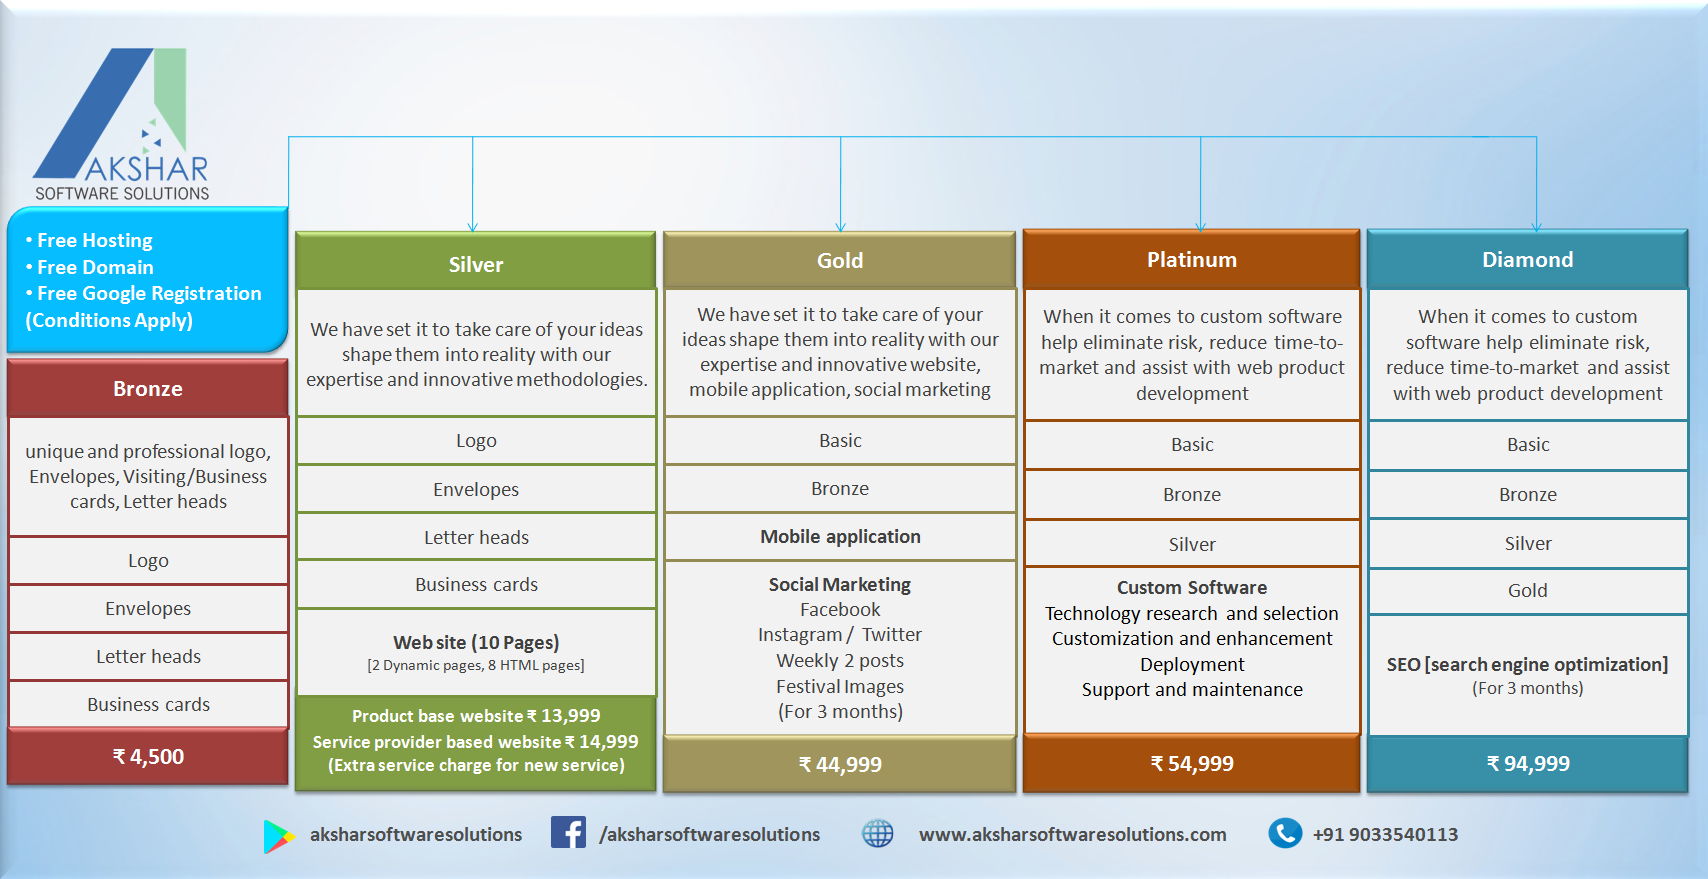 AKSHAR
SOFTWARE SOLUTIONS
• Free Hosting
• Free Domain
• Free Google Registration
(Conditions Apply)
Bronze
unique and professional logo,
Envelopes, Visiting/Business
cards, Letter heads
Logo
Envelopes
Letter heads
Business cards
₹ 4,500
Silver
We have set it to take care of your ideas
shape them into reality with our
expertise and innovative methodologies.
Logo
Envelopes
Letter heads
Business cards
Web site (10 Pages)
[2 Dynamic pages, 8 HTML pages]
Product base website ₹ 13,999
Service provider based website ₹ 14,999
(Extra service charge for new service)
Gold
We have set it to take care of your
ideas shape them into reality with our
expertise and innovative website,
mobile application, social marketing
Basic
Bronze
Mobile application
Social Marketing
Facebook
Instagram / Twitter
Weekly 2 posts
Festival Images
(For 3 months)
₹ 44,999
Platinum
When it comes to custom software
help eliminate risk, reduce time-to-
market and assist with web product
development
Basic
Bronze
Silver
Custom Software
Technology research and selection
Customization and enhancement
Deployment
Support and maintenance
₹ 54,999
Diamond
When it comes to custom
software help eliminate risk,
reduce time-to-market and assist
with web product development
Basic
Bronze
Silver
Gold
SEO [search engine optimization]
(For 3 months)
₹ 94,999
aksharsoftwaresolutions
/aksharsoftwaresolutions
www.aksharsoftwaresolutions.com
+91 9033540113